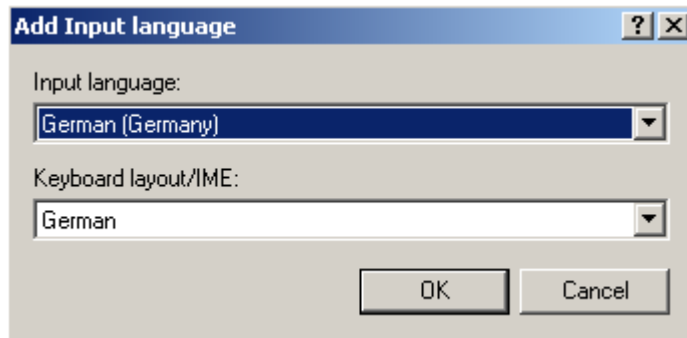 Add Input language
Input language:
German (Germany)
Keyboard layout/IME:
German
OK Cancel